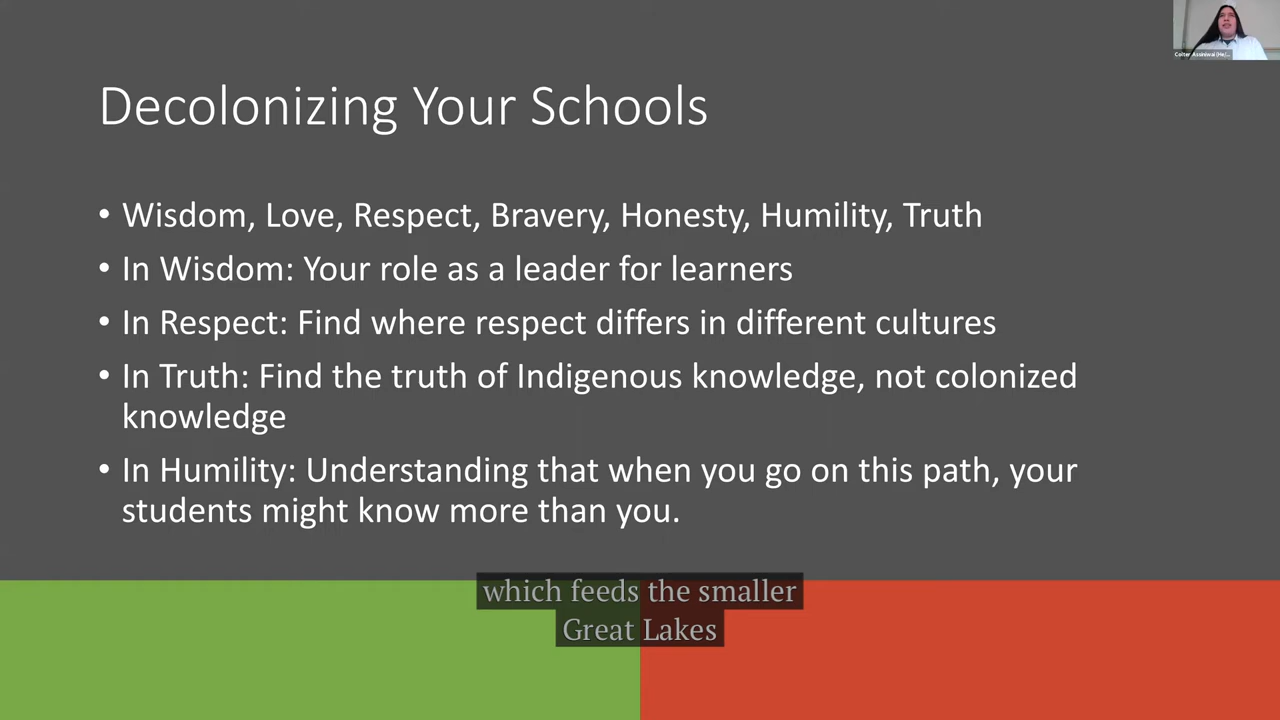 Colter Assiniwai (He)...
Decolonizing Your Schools
• Wisdom, Love, Respect, Bravery, Honesty, Humility, Truth
• In Wisdom: Your role as a leader for learners
• In Respect: Find where respect differs in different cultures
• In Truth: Find the truth of Indigenous knowledge, not colonized
knowledge
• In Humility: Understanding that when you go on this path, your
students might know more than you.
which feeds the smaller
Great Lakes